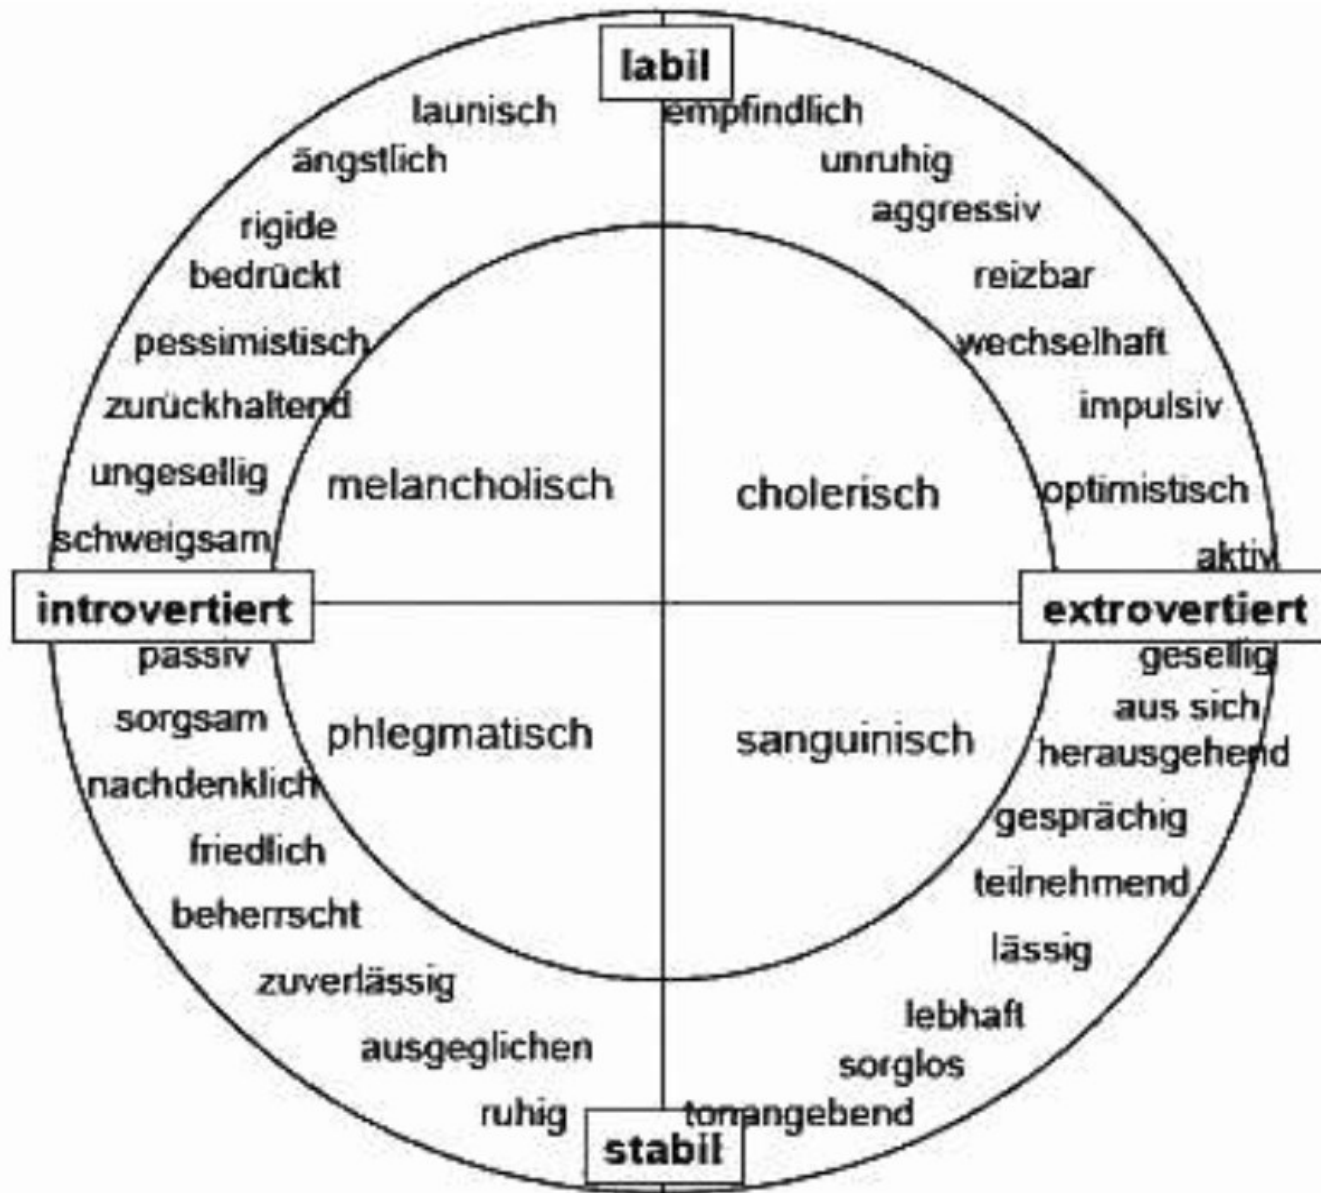 labil
launisch
empfindlich
ängstlich
unruhig
aggressiv
rigide
bedrückt
reizbar
pessimistisch
wechselhaft
zurückhaltend
impulsiv
ungesellig
melancholisch
cholerisch
optimistisch
schweigsam
aktiv
introvertiert
extrovertiert
passiv
gesellig
sorgsam
aus sich
herausgehend
phlegmatisch
sanguinisch
nachdenklich
gesprächig
friedlich
teilnehmend
beherrscht
lässig
zuverlässig
lebhaft
ausgeglichen
sorglos
ruhig
tonangebend
stabil